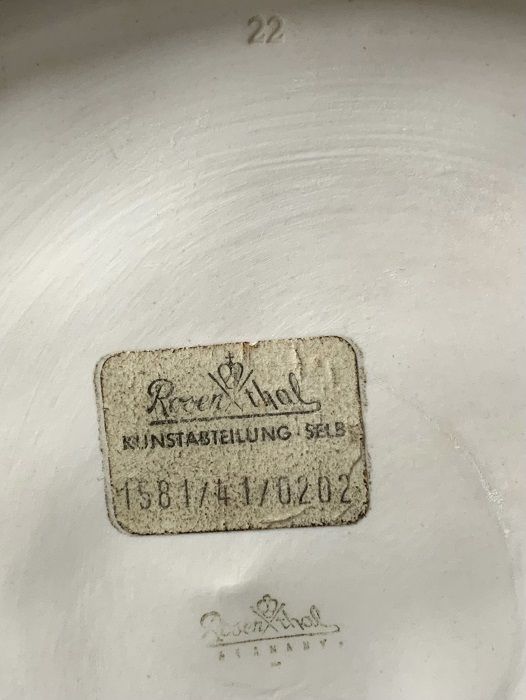 22
Rosenthal
KUNSTABTEILUNG · SELB
1581/41/0202
Rosenthal
GERMANY